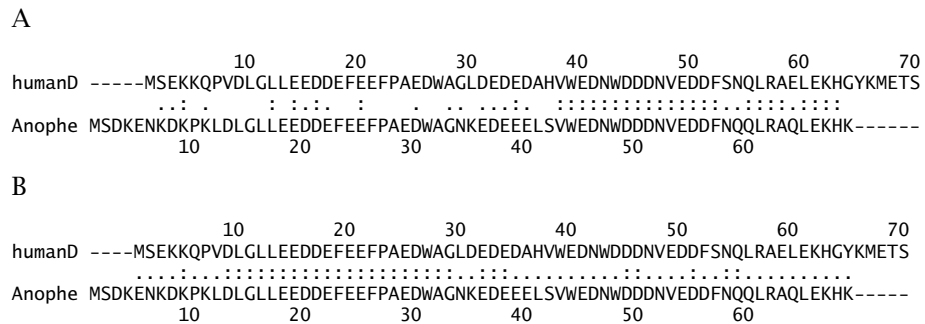 A
10 20 30 40 50 60 70
humanD -----MSEKKQPVDLGLLEEDDEFEEFPAEDWAGLDEDEDAHVWEDNWDDDNVEDDFSNQLRAELEKHGYKMETS
..: .     : :.:.  :    .  .. ...:.  :::::::::::::::..::::.::::
Anophe MSDKENKDKPKLDLGLLEEDDEFEEFPAEDWAGNKEDEEELSVWEDNWDDDNVEDDFNQQLRAQLEKHK------
10 20 30 40 50 60
B
10 20 30 40 50 60 70
humanD ----MSEKKQPVDLGLLEEDDEFEEFPAEDWAGLDEDEDAHVWEDNWDDDNVEDDFSNQLRAELEKHGYKMETS
....:...:::::::::::::::::::::..:::..........::....:..::..........
Anophe MSDKENKDKPKLDLGLLEEDDEFEEFPAEDWAGNKEDEEELSVWEDNWDDDNVEDDFNQQLRAQLEKHK-----
10 20 30 40 50 60